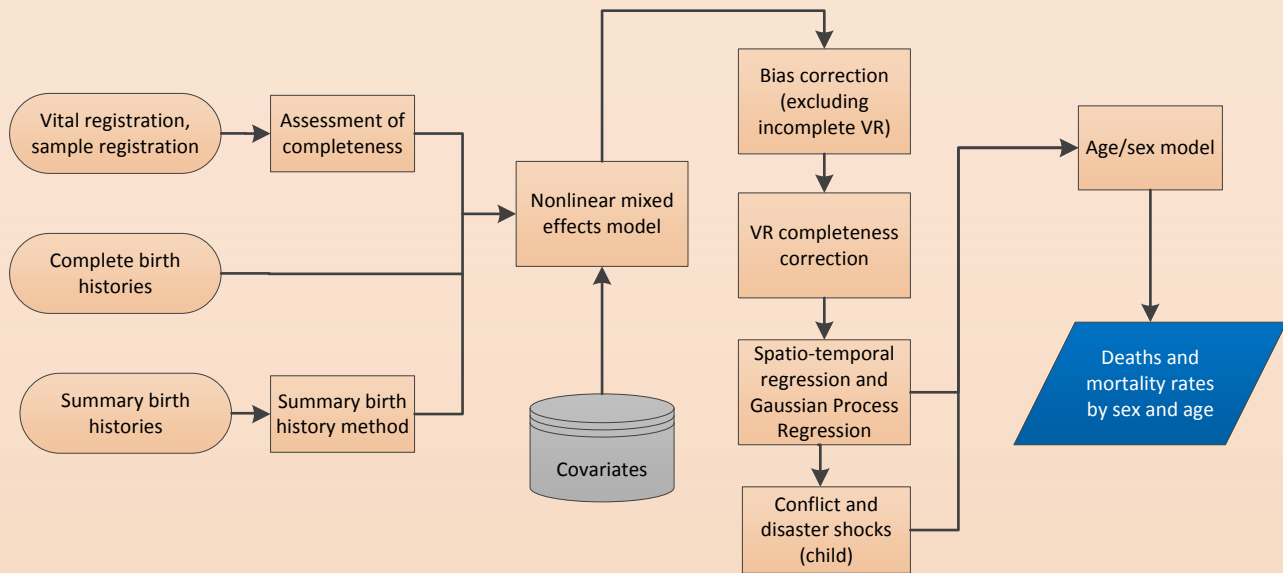 Vital registration,
sample registration
Assessment of
completeness
Complete birth
histories
Summary birth
histories
Summary birth
history method
Nonlinear mixed
effects model
Covariates
Bias correction
(excluding
incomplete VR)
VR completeness
correction
Spatio-temporal
regression and
Gaussian Process
Regression
Conflict and
disaster shocks
(child)
Age/sex model
Deaths and
mortality rates
by sex and age